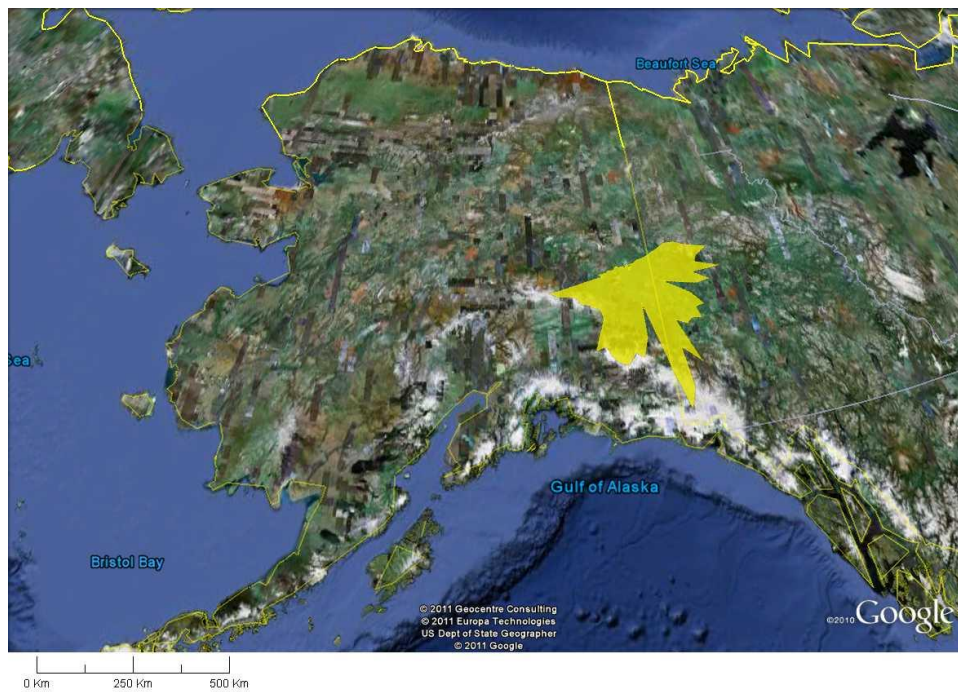 Beaufort Sea
Sea
Gulf of Alaska
Bristol Bay
© 2011 Geocentre Consulting
© 2011 Europa Technologies
US Dept of State Geographer
© 2011 Google
©2010 Google
0 Km 250 Km 500 Km